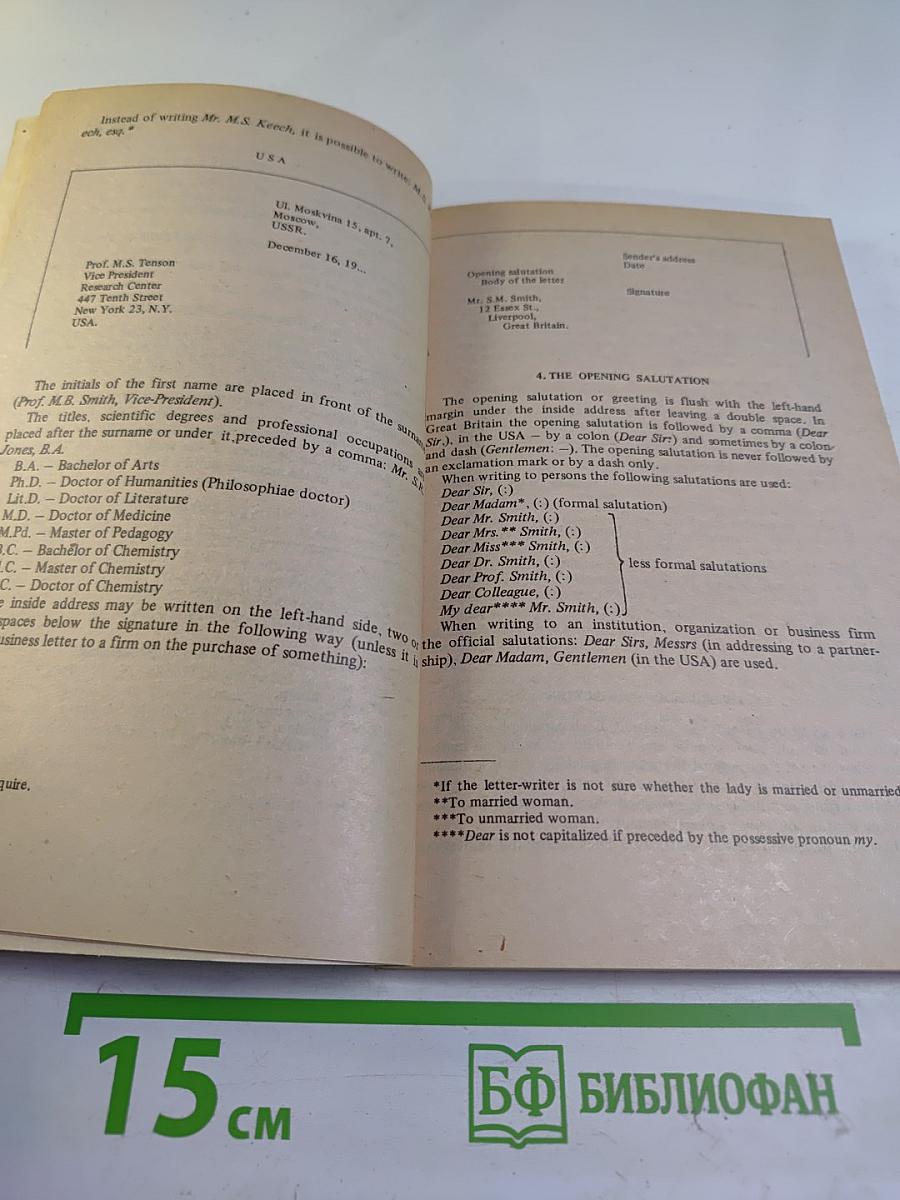 Instead of writing Mr. M.S. Keech, it is possible to write: M.S.
ech, esq.*
USA
Ul. Moskvina 15, apt. 7,
Moscow,
USSR.
December 16, 19...
Prof. M.S. Tenson
Vice President
Research Center
447 Tenth Street
New York 23, N.Y.
USA.
The initials of the first name are placed in front of the surname
(Prof. M.B. Smith, Vice-President).
The titles, scientific degrees and professional occupations
placed after the surname or under it, preceded by a comma: Mr. S.
Jones, B.A.
B.A. – Bachelor of Arts
Ph.D. – Doctor of Humanities (Philosophiae doctor)
Lit.D. – Doctor of Literature
M.D. – Doctor of Medicine
M.Pd. – Master of Pedagogy
.C. – Bachelor of Chemistry
.C. – Master of Chemistry
C. – Doctor of Chemistry
e inside address may be written on the left-hand side, two or
spaces below the signature in the following way (unless it is
usiness letter to a firm on the purchase of something):
quire.
Sender's address
Date
Opening salutation
Body of the letter
Signature
Mr. S.M. Smith,
12 Essex St.,
Liverpool,
Great Britain.
4. THE OPENING SALUTATION
The opening salutation or greeting is flush with the left-hand
margin under the inside address after leaving a double space. In
Great Britain the opening salutation is followed by a comma (Dear
Sir,), in the USA – by a colon (Dear Sir:) and sometimes by a colon
and dash (Gentlemen: –). The opening salutation is never followed by
an exclamation mark or by a dash only.
When writing to persons the following salutations are used:
Dear Sir, (:)
Dear Madam*, (:) (formal salutation)
Dear Mr. Smith, (:)
Dear Mrs.** Smith, (:)
Dear Miss*** Smith, (:)
Dear Dr. Smith, (:)
less formal salutations
Dear Prof. Smith, (:)
Dear Colleague, (:)
My dear**** Mr. Smith, (:)
When writing to an institution, organization or business firm
the official salutations: Dear Sirs, Messrs (in addressing to a partner-
ship), Dear Madam, Gentlemen (in the USA) are used.
*If the letter-writer is not sure whether the lady is married or unmarried
**To married woman.
***To unmarried woman.
****Dear is not capitalized if preceded by the possessive pronoun my.
15 см
БФ БИБЛИОФАН